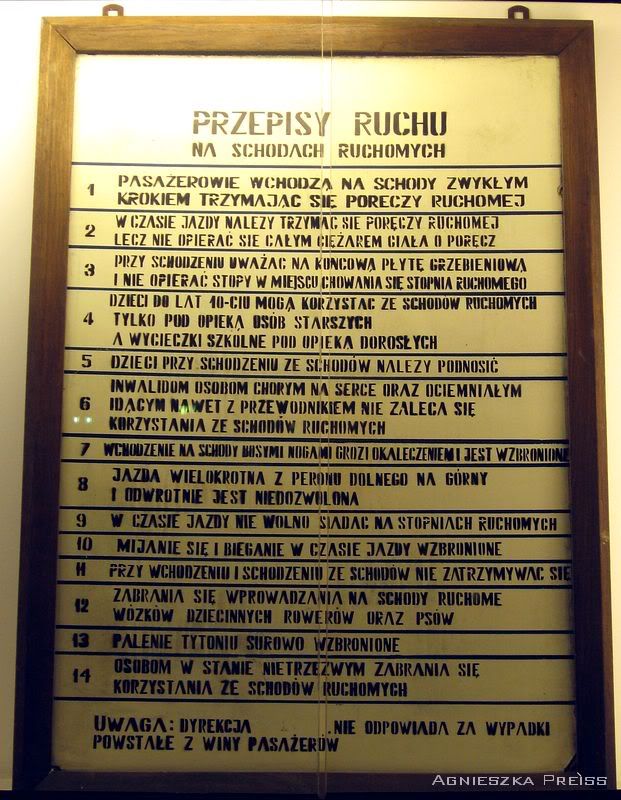 PRZEPISY RUCHU
NA SCHODACH RUCHOMYCH
1 PASAŻEROWIE WCHODZĄ NA SCHODY ZWYKŁYM
KROKIEM TRZYMAJĄC SIĘ PORĘCZY RUCHOMEJ
2 W CZASIE JAZDY NALEŻY TRZYMAĆ SIĘ PORĘCZY RUCHOMEJ
LECZ NIE OPIERAĆ SIĘ CAŁYM CIĘŻAREM CIAŁA O PORĘCZ
3 PRZY SCHODZENIU UWAŻAĆ NA KOŃCOWĄ PŁYTĘ GRZEBIENIOWĄ
I NIE OPIERAĆ STOPY W MIEJSCU CHOWANIA SIĘ STOPNIA RUCHOMEGO
4 DZIECI DO LAT 10-CIU MOGĄ KORZYSTAĆ ZE SCHODÓW RUCHOMYCH
TYLKO POD OPIEKĄ OSÓB STARSZYCH
A WYCIECZKI SZKOLNE POD OPIEKA DOROSŁYCH
5 DZIECI PRZY SCHODZENIU ZE SCHODÓW NALEŻY PODNOSIĆ
6 INWALIDOM OSOBOM CHORYM NA SERCE ORAZ OCIEMNIAŁYM
IDĄCYM NAWET Z PRZEWODNIKIEM NIE ZALECA SIĘ
KORZYSTANIA ZE SCHODÓW RUCHOMYCH
7 WCHODZENIE NA SCHODY BOSYMI NOGAMI GROZI OKALECZENIEM I JEST WZBRONIONE
8 JAZDA WIELOKROTNA Z PERONU DOLNEGO NA GÓRNY
I ODWROTNIE JEST NIEDOZWOLONA
9 W CZASIE JAZDY NIE WOLNO SIADAĆ NA STOPNIACH RUCHOMYCH
10 MIJANIE SIĘ I BIEGANIE W CZASIE JAZDY WZBRONIONE
11 PRZY WCHODZENIU I SCHODZENIU ZE SCHODÓW NIE ZATRZYMYWAĆ SIĘ
12 ZABRANIA SIĘ WPROWADZANIA NA SCHODY RUCHOME
WÓZKÓW DZIECINNYCH ROWERÓW ORAZ PSÓW
13 PALENIE TYTONIU SUROWO WZBRONIONE
14 OSOBOM W STANIE NIETRZEŹWYM ZABRANIA SIĘ
KORZYSTANIA ZE SCHODÓW RUCHOMYCH
UWAGA: DYREKCJA .NIE ODPOWIADA ZA WYPADKI
POWSTAŁE Z WINY PASAŻERÓW
AGNIESZKA PREISS